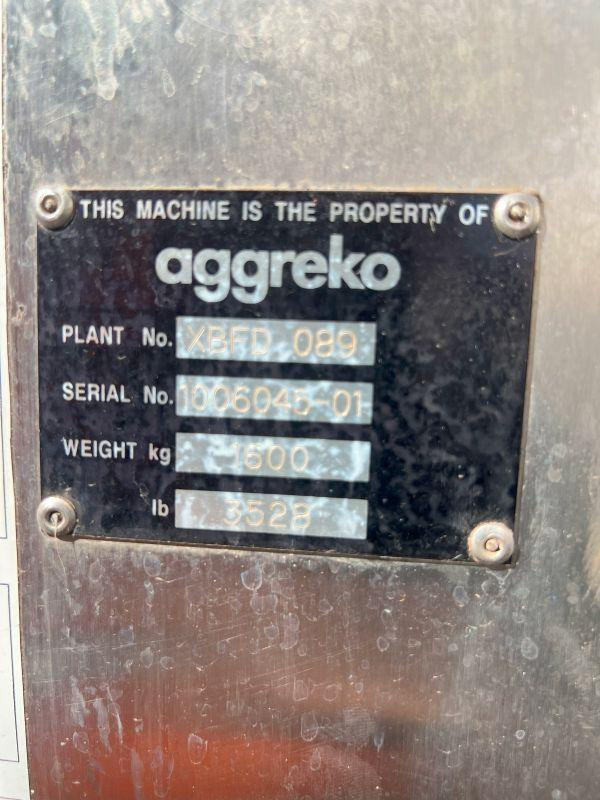 THIS MACHINE IS THE PROPERTY OF
aggreko
PLANT No. XBFD 089
SERIAL No. 1006045-01
WEIGHT kg 1600
lb 3528